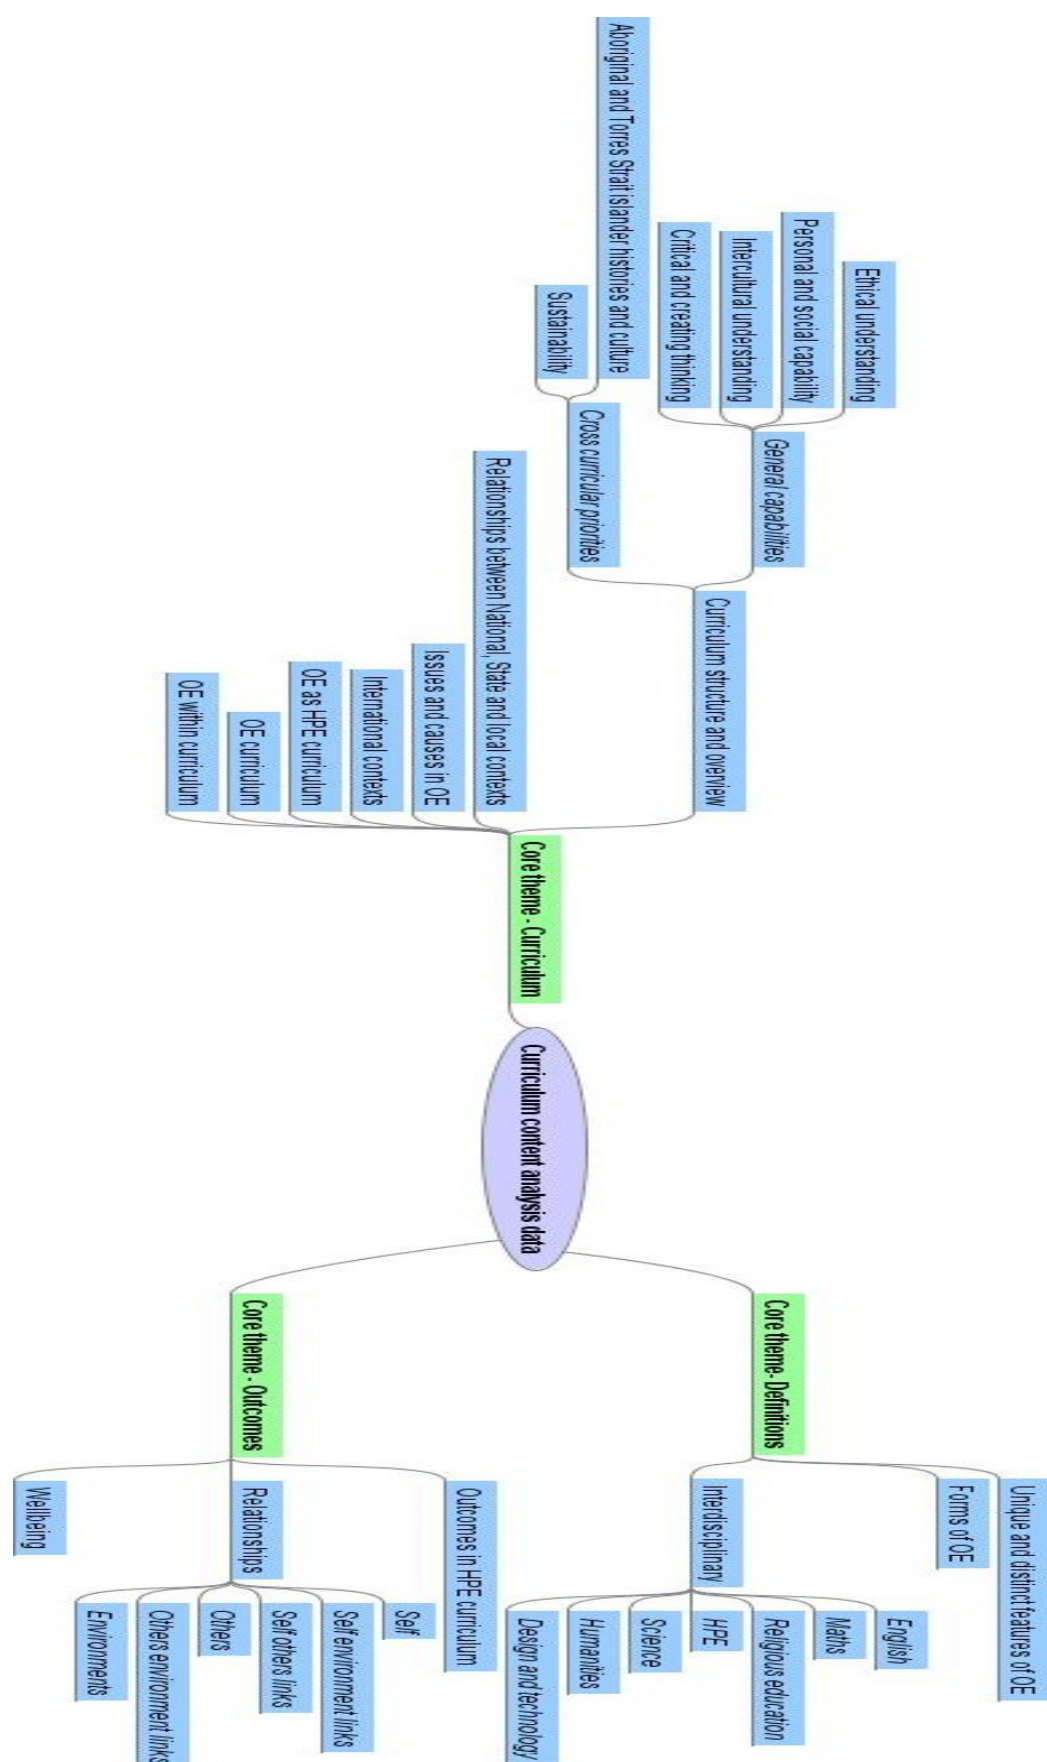 Ethical understanding
Personal and social capability
Intercultural understanding
Critical and creating thinking
General capabilities
Aboriginal and Torres Strait islander histories and culture
Sustainability
Cross curricular priorities
Curriculum structure and overview
Relationships between National, State and local contexts
Issues and causes in OE
International contexts
OE as HPE curriculum
OE curriculum
OE within curriculum
Core theme - Curriculum
Curriculum content analysis data
Core theme- Definitions
Unique and distinct features of OE
Forms of OE
Interdisciplinary
English
Maths
Religious education
HPE
Science
Humanities
Design and technology
Core theme - Outcomes
Outcomes in HPE curriculum
Relationships
Self
Self environment links
Self others links
Others
Others environment links
Environments
Wellbeing